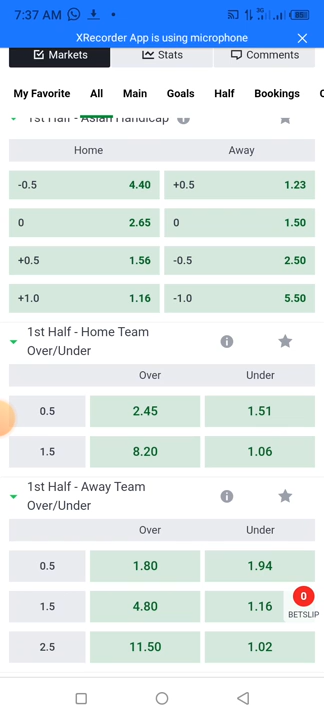 7:37 AM
3G
XRecorder App is using microphone
Markets Stats Comments
My Favorite All Main Goals Half Bookings
1st Half - Asian Handicap
Home Away
-0.5 4.40 +0.5 1.23
0 2.65 0 1.50
+0.5 1.56 -0.5 2.50
+1.0 1.16 -1.0 5.50
1st Half - Home Team
Over/Under
Over Under
0.5 2.45 1.51
1.5 8.20 1.06
1st Half - Away Team
Over/Under
Over Under
0.5 1.80 1.94
1.5 4.80 1.16
0
BETSLIP
2.5 11.50 1.02